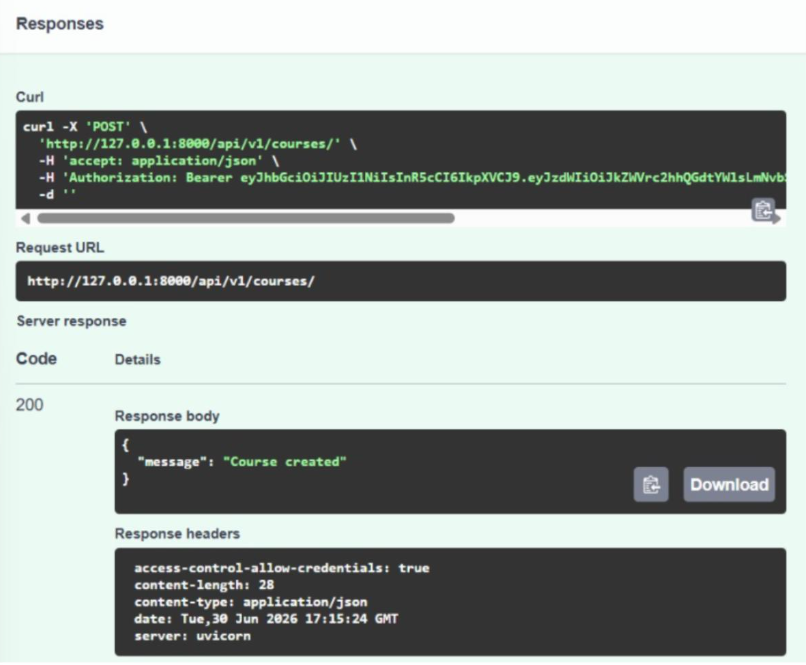 Responses
Curl
curl -X 'POST' \
'http://127.0.0.1:8000/api/v1/courses/' \
-H 'accept: application/json' \
-H 'Authorization: Bearer eyJhbGciOiJIUzI1NiIsInR5cCI6IkpXVCJ9.eyJzdWIiOiJkZWVrc2hhQGdtYWlsLmNvb
-d ''
Request URL
http://127.0.0.1:8000/api/v1/courses/
Server response
Code Details
200
Response body
{
"message": "Course created"
}
Download
Response headers
access-control-allow-credentials: true
content-length: 28
content-type: application/json
date: Tue,30 Jun 2026 17:15:24 GMT
server: uvicorn